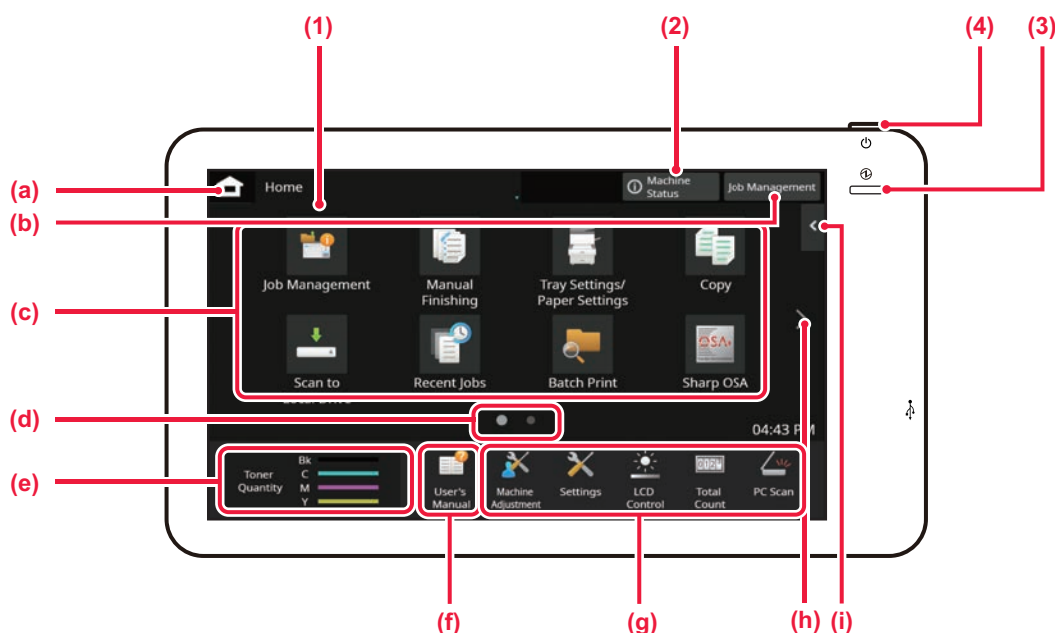 (1)
(2)
(4)
(3)
(a)
Home
Machine
Status
Job Management
(b)
(i)
(c)
Job Management
Manual
Finishing
Tray Settings/
Paper Settings
Copy
Scan to
Recent Jobs
Batch Print
Sharp OSA
OSA
(d)
04:43 PM
(e)
Toner
Quantity
Bk
C
M
Y
User's
Manual
Machine
Adjustment
Settings
LCD
Control
Total
Count
PC Scan
(f)
(g)
(h)